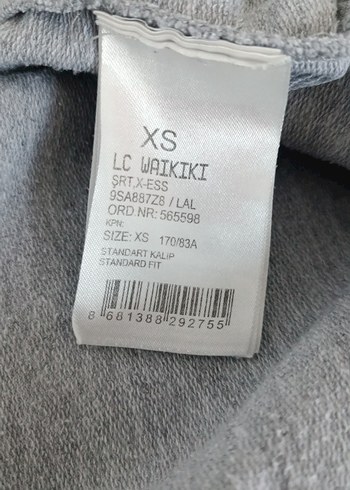 XS
LC WAIKIKI
ŞRT.X-ESS
9SA887Z8 / LAL
ORD.NR: 565598
KPN:
SIZE: XS 170/83A
STANDART KALIP
STANDARD FIT
8 681388 292755